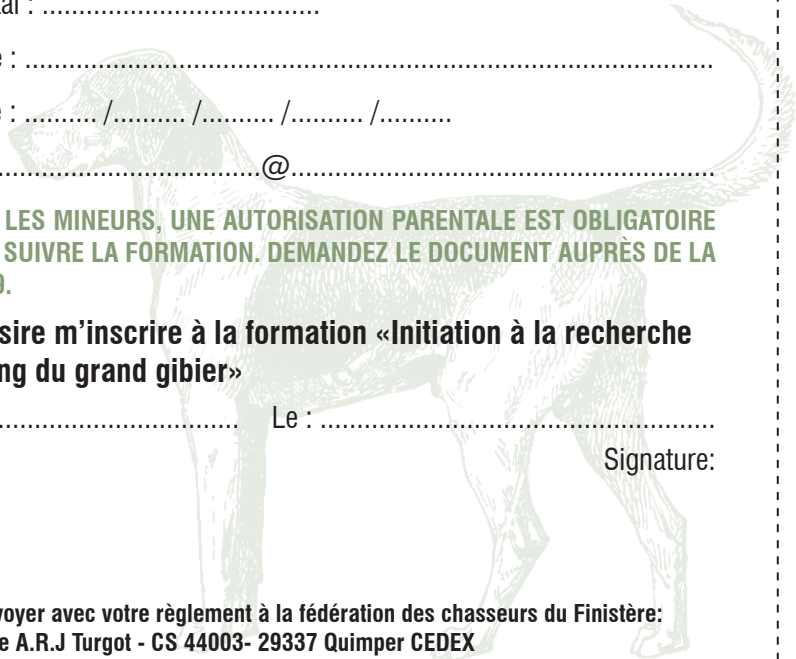 tal : ......................................
e : ..............................................................................................
e : .......... /.......... /.......... /.......... /..........
.....................................@..........................................................
LES MINEURS, UNE AUTORISATION PARENTALE EST OBLIGATOIRE
SUIVRE LA FORMATION. DEMANDEZ LE DOCUMENT AUPRÈS DE LA
9.
sire m’inscrire à la formation «Initiation à la recherche
ng du grand gibier»
................................. Le : ......................................................
Signature:
voyer avec votre règlement à la fédération des chasseurs du Finistère:
e A.R.J Turgot - CS 44003- 29337 Quimper CEDEX